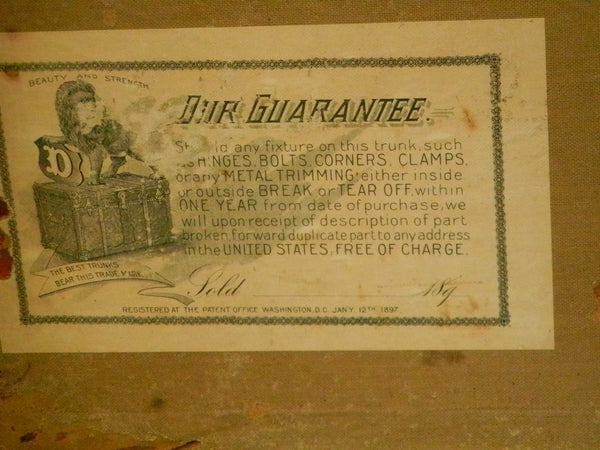 BEAUTY AND STRENGTH
OUR GUARANTEE.
D
any fixture on this trunk, such
HINGES, BOLTS, CORNERS, CLAMPS,
or any METAL TRIMMING; either inside
or outside BREAK or TEAR OFF, within
ONE YEAR from date of purchase, we
will upon receipt of description of part
broken, forward duplicate part to any address
in the UNITED STATES, FREE OF CHARGE.
THE BEST TRUNKS
BEAR THIS TRADE MARK.
Sold 189
REGISTERED AT THE PATENT OFFICE WASHINGTON, D.C. JANY 12TH 1897